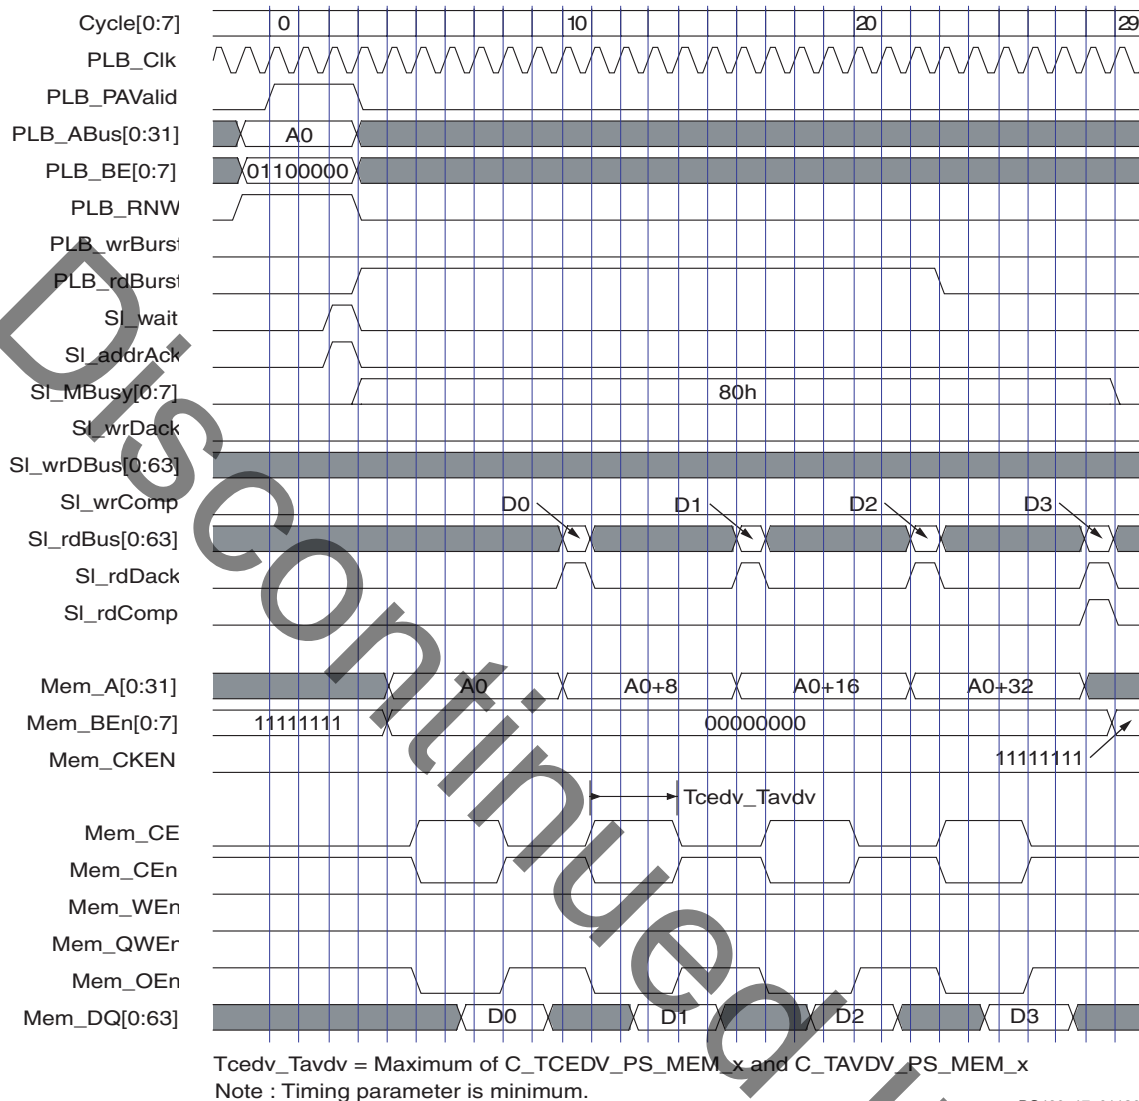 Cycle[0:7] 0 10 20 29
PLB_Clk
PLB_PAValid
PLB_ABus[0:31] A0
PLB_BE[0:7] 01100000
PLB_RNW
PLB_wrBurst
PLB_rdBurst
Sl_wait
Sl_addrAck
Sl_MBusy[0:7] 80h
Sl_wrDack
Sl_wrDBus[0:63]
Sl_wrComp D0 D1 D2 D3
Sl_rdBus[0:63]
Sl_rdDack
Sl_rdComp
Mem_A[0:31] A0 A0+8 A0+16 A0+32
Mem_BEn[0:7] 11111111 00000000
Mem_CKEN 11111111
Tcedv_Tavdv
Mem_CE
Mem_CEn
Mem_WEn
Mem_QWEn
Mem_OEn
Mem_DQ[0:63] D0 D1 D2 D3
Tcedv_Tavdv = Maximum of C_TCEDV_PS_MEM_x and C_TAVDV_PS_MEM_x
Note : Timing parameter is minimum.
Discontinued